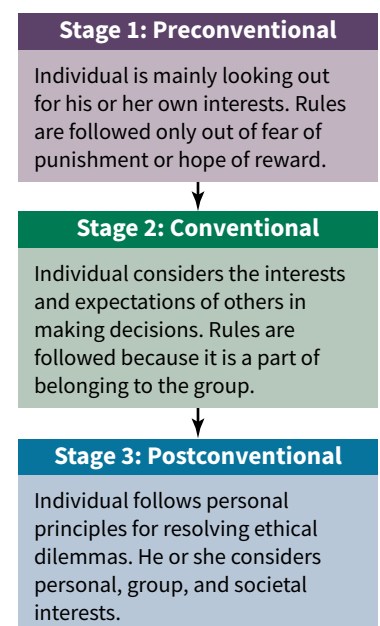 Stage 1: Preconventional
Individual is mainly looking out
for his or her own interests. Rules
are followed only out of fear of
punishment or hope of reward.
Stage 2: Conventional
Individual considers the interests
and expectations of others in
making decisions. Rules are
followed because it is a part of
belonging to the group.
Stage 3: Postconventional
Individual follows personal
principles for resolving ethical
dilemmas. He or she considers
personal, group, and societal
interests.